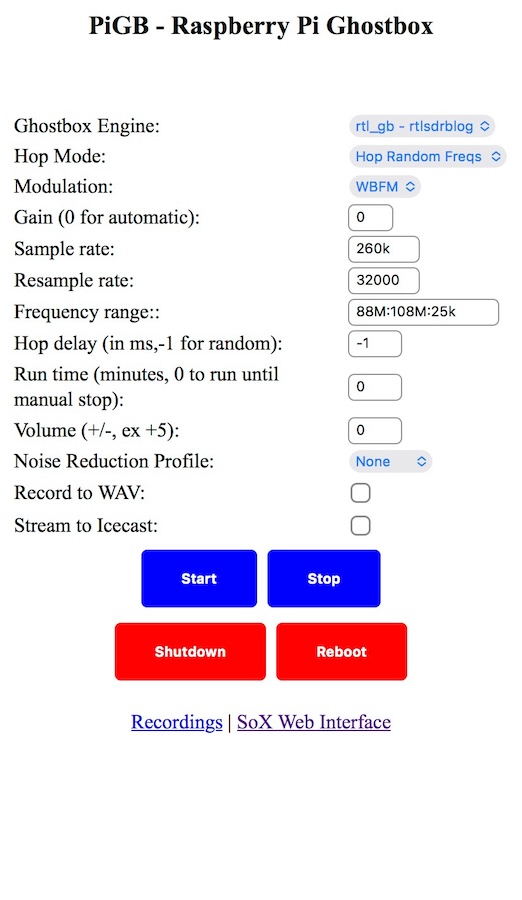 PiGB - Raspberry Pi Ghostbox
Ghostbox Engine: rtl_gb - rtlsdrblog
Hop Mode: Hop Random Freqs
Modulation: WBFM
Gain (0 for automatic): 0
Sample rate: 260k
Resample rate: 32000
Frequency range:: 88M:108M:25k
Hop delay (in ms,-1 for random): -1
Run time (minutes, 0 to run until
manual stop): 0
Volume (+/-, ex +5): 0
Noise Reduction Profile: None
Record to WAV:
Stream to Icecast:
Start Stop
Shutdown Reboot
Recordings | SoX Web Interface